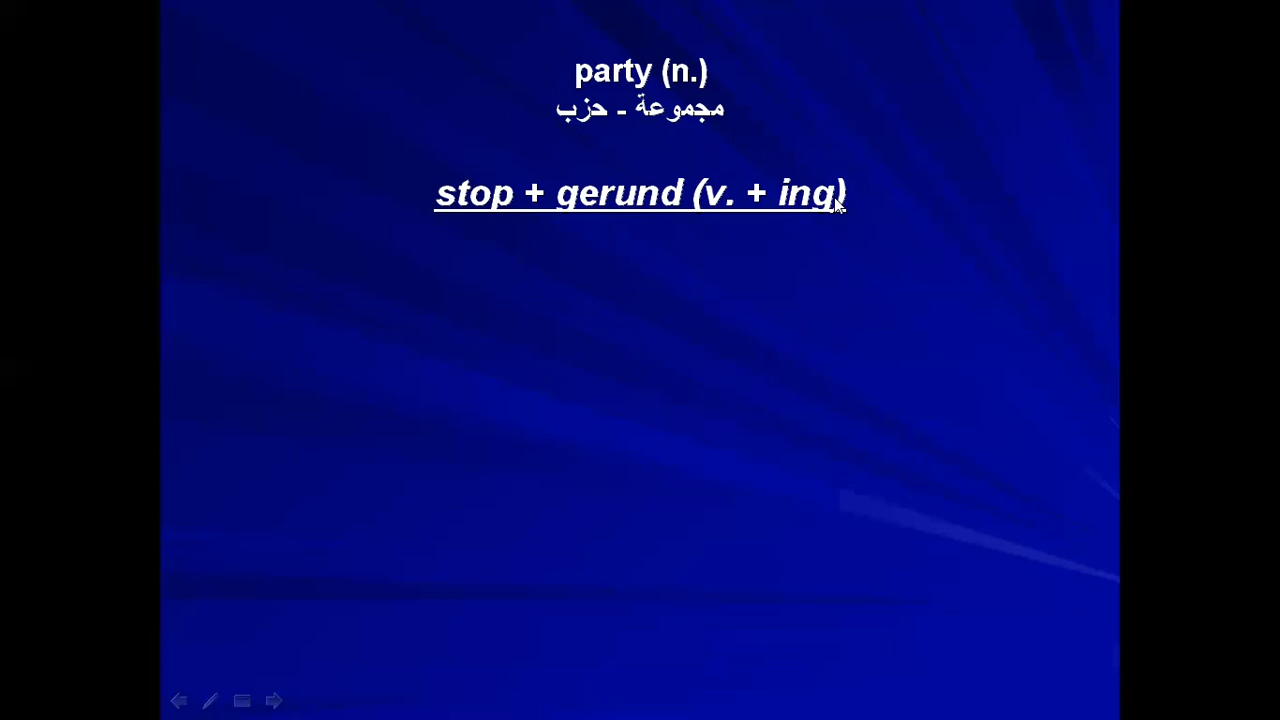 party (n.)
مجموعة - حزب
stop + gerund (v. + ing)